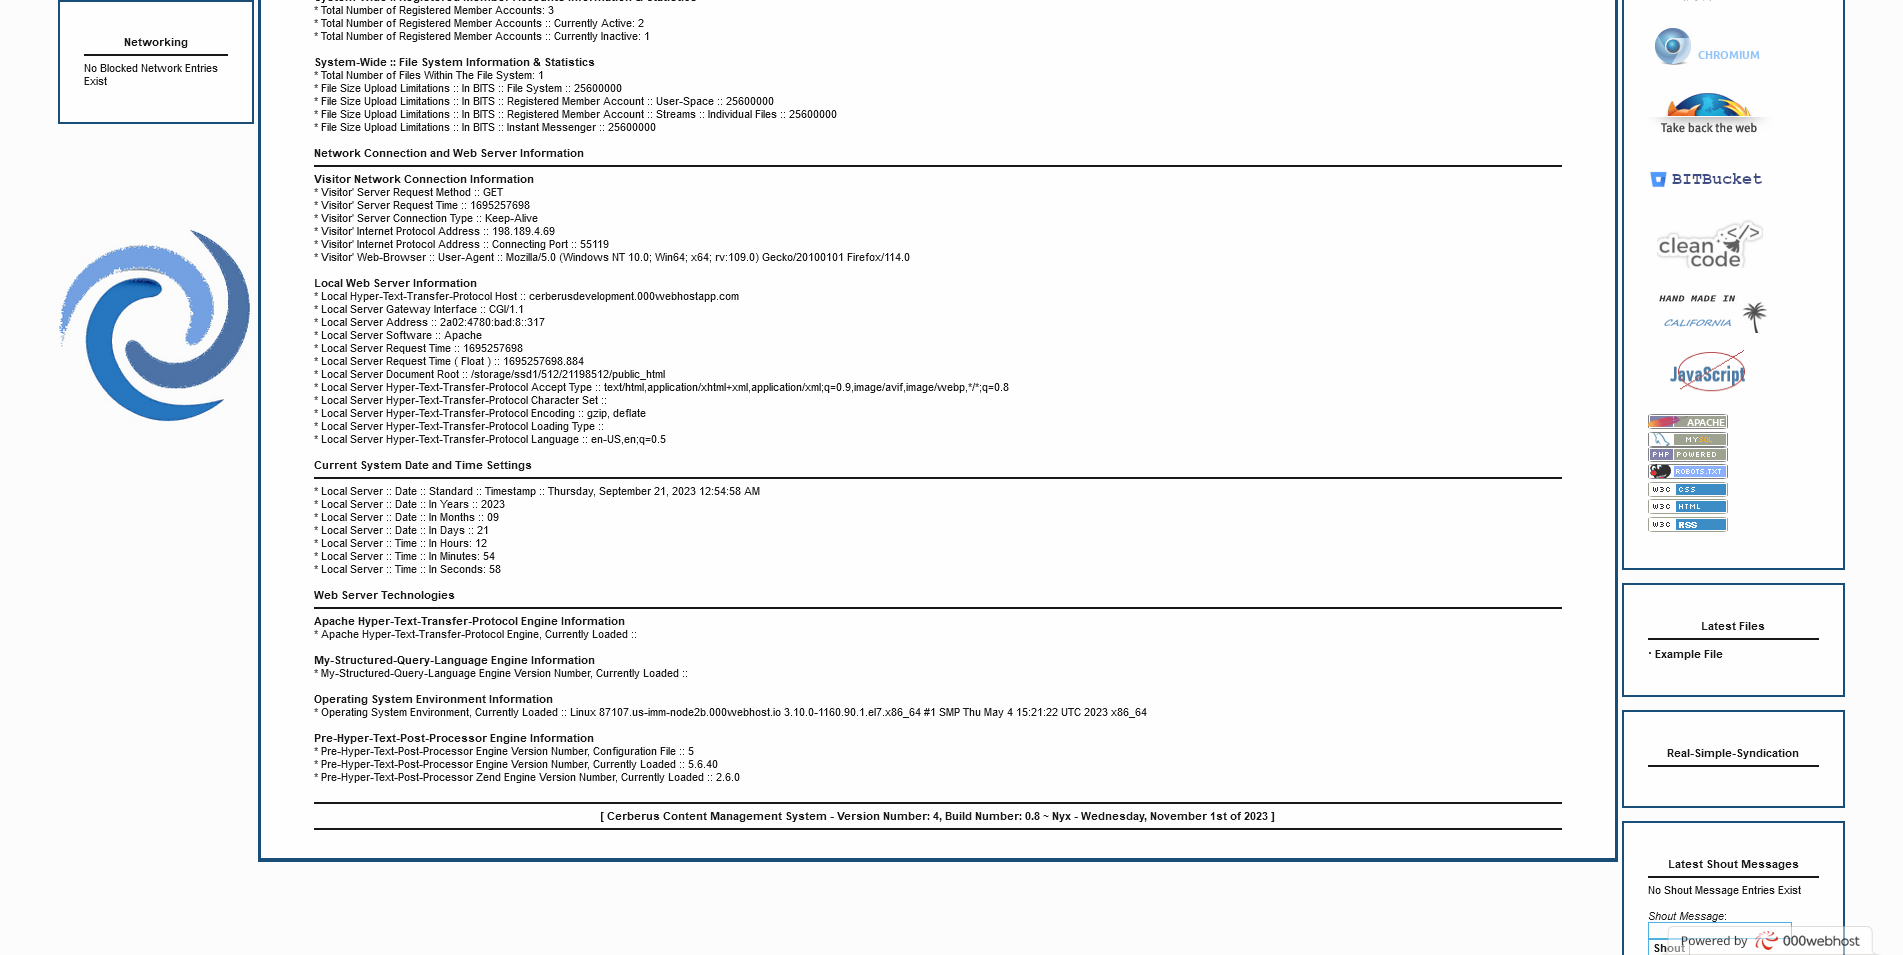 Networking
No Blocked Network Entries
Exist
* Total Number of Registered Member Accounts: 3
* Total Number of Registered Member Accounts :: Currently Active: 2
* Total Number of Registered Member Accounts :: Currently Inactive: 1
System-Wide :: File System Information & Statistics
* Total Number of Files Within The File System: 1
* File Size Upload Limitations :: In BITS :: File System :: 25600000
* File Size Upload Limitations :: In BITS :: Registered Member Account :: User-Space :: 25600000
* File Size Upload Limitations :: In BITS :: Registered Member Account :: Streams :: Individual Files :: 25600000
* File Size Upload Limitations :: In BITS :: Instant Messenger :: 25600000
Network Connection and Web Server Information
Visitor Network Connection Information
* Visitor' Server Request Method :: GET
* Visitor' Server Request Time :: 1695257698
* Visitor' Server Connection Type :: Keep-Alive
* Visitor' Internet Protocol Address :: 198.189.4.69
* Visitor' Internet Protocol Address :: Connecting Port :: 55119
* Visitor' Web-Browser :: User-Agent :: Mozilla/5.0 (Windows NT 10.0; Win64; x64; rv:109.0) Gecko/20100101 Firefox/114.0
Local Web Server Information
* Local Hyper-Text-Transfer-Protocol Host :: cerberusdevelopment.000webhostapp.com
* Local Server Gateway Interface :: CGI/1.1
* Local Server Address :: 2a02:4780:bad:8::317
* Local Server Software :: Apache
* Local Server Request Time :: 1695257698
* Local Server Request Time ( Float ) :: 1695257698.884
* Local Server Document Root :: /storage/ssd1/512/21198512/public_html
* Local Server Hyper-Text-Transfer-Protocol Accept Type :: text/html,application/xhtml+xml,application/xml;q=0.9,image/avif,image/webp,*/*;q=0.8
* Local Server Hyper-Text-Transfer-Protocol Character Set ::
* Local Server Hyper-Text-Transfer-Protocol Encoding :: gzip, deflate
* Local Server Hyper-Text-Transfer-Protocol Loading Type ::
* Local Server Hyper-Text-Transfer-Protocol Language :: en-US,en;q=0.5
Current System Date and Time Settings
* Local Server :: Date :: Standard :: Timestamp :: Thursday, September 21, 2023 12:54:58 AM
* Local Server :: Date :: In Years :: 2023
* Local Server :: Date :: In Months :: 09
* Local Server :: Date :: In Days :: 21
* Local Server :: Time :: In Hours: 12
* Local Server :: Time :: In Minutes: 54
* Local Server :: Time :: In Seconds: 58
Web Server Technologies
Apache Hyper-Text-Transfer-Protocol Engine Information
* Apache Hyper-Text-Transfer-Protocol Engine, Currently Loaded ::
My-Structured-Query-Language Engine Information
* My-Structured-Query-Language Engine Version Number, Currently Loaded ::
Operating System Environment Information
* Operating System Environment, Currently Loaded :: Linux 87107.us-imm-node2b.000webhost.io 3.10.0-1160.90.1.el7.x86_64 #1 SMP Thu May 4 15:21:22 UTC 2023 x86_64
Pre-Hyper-Text-Post-Processor Engine Information
* Pre-Hyper-Text-Post-Processor Engine Version Number, Configuration File :: 5
* Pre-Hyper-Text-Post-Processor Engine Version Number, Currently Loaded :: 5.6.40
* Pre-Hyper-Text-Post-Processor Zend Engine Version Number, Currently Loaded :: 2.6.0
[ Cerberus Content Management System - Version Number: 4, Build Number: 0.8 ~ Nyx - Wednesday, November 1st of 2023 ]
CHROMIUM
Take back the web
BITBucket
clean </>
code
HAND MADE IN
CALIFORNIA
JavaScript
APACHE
MYSQL
PHP POWERED
ROBOTS.TXT
W3C CSS
W3C HTML
W3C RSS
Latest Files
· Example File
Real-Simple-Syndication
Latest Shout Messages
No Shout Message Entries Exist
Shout Message:
Shout
Powered by 000webhost